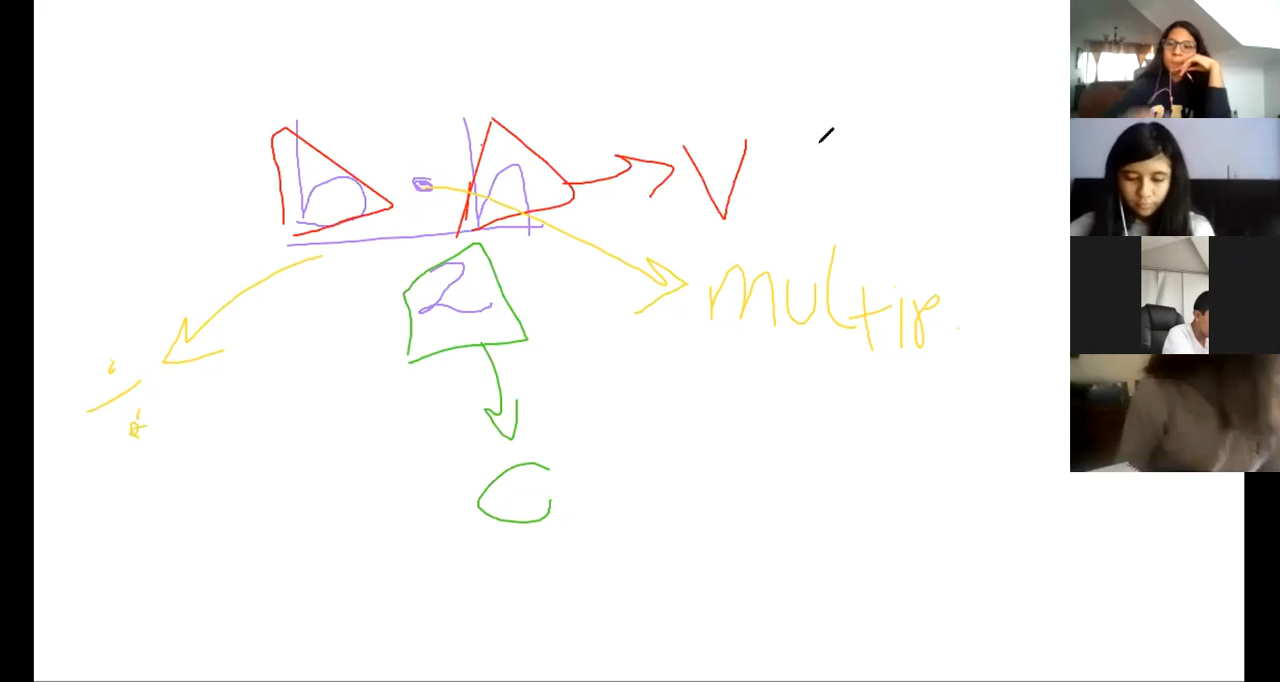 b · h → V
2
multip.
÷
C